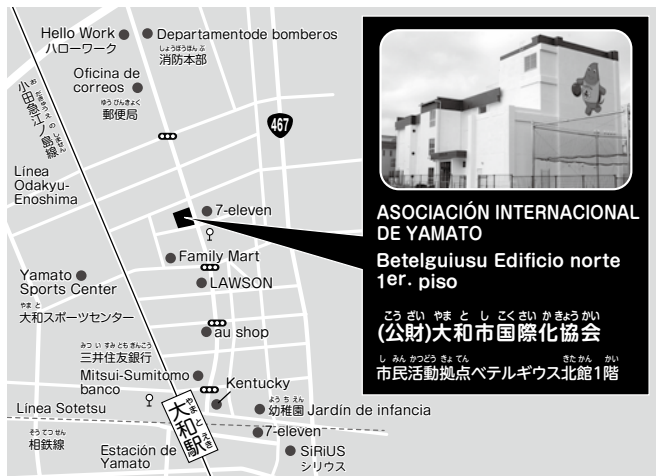 Hello Work
ハローワーク
Departamentode bomberos
しょうぼうほんぶ
消防本部
Oficina de
correos
ゆうびんきょく
郵便局
お だきゅう え の しません
小田急江ノ島線
467
Línea
Odakyu-
Enoshima
7-eleven
Family Mart
LAWSON
Yamato
Sports Center
やまと
大和スポーツセンター
au shop
みつ い すみともぎんこう
三井住友銀行
Mitsui-Sumitomo
banco
Kentucky
Línea Sotetsu
やまと えき
大和駅
ようちえん
幼稚園 Jardín de infancia
そうてつせん
相鉄線
7-eleven
Estación de
Yamato
SiRiUS
シリウス
ASOCIACIÓN INTERNACIONAL
DE YAMATO
Betelguiusu Edificio norte
1er. piso
こうざい やまと し こくさい か きょうかい
(公財)大和市国際化協会
し みんかつどうきょてん きたかん かい
市民活動拠点ベテルギウス北館1階